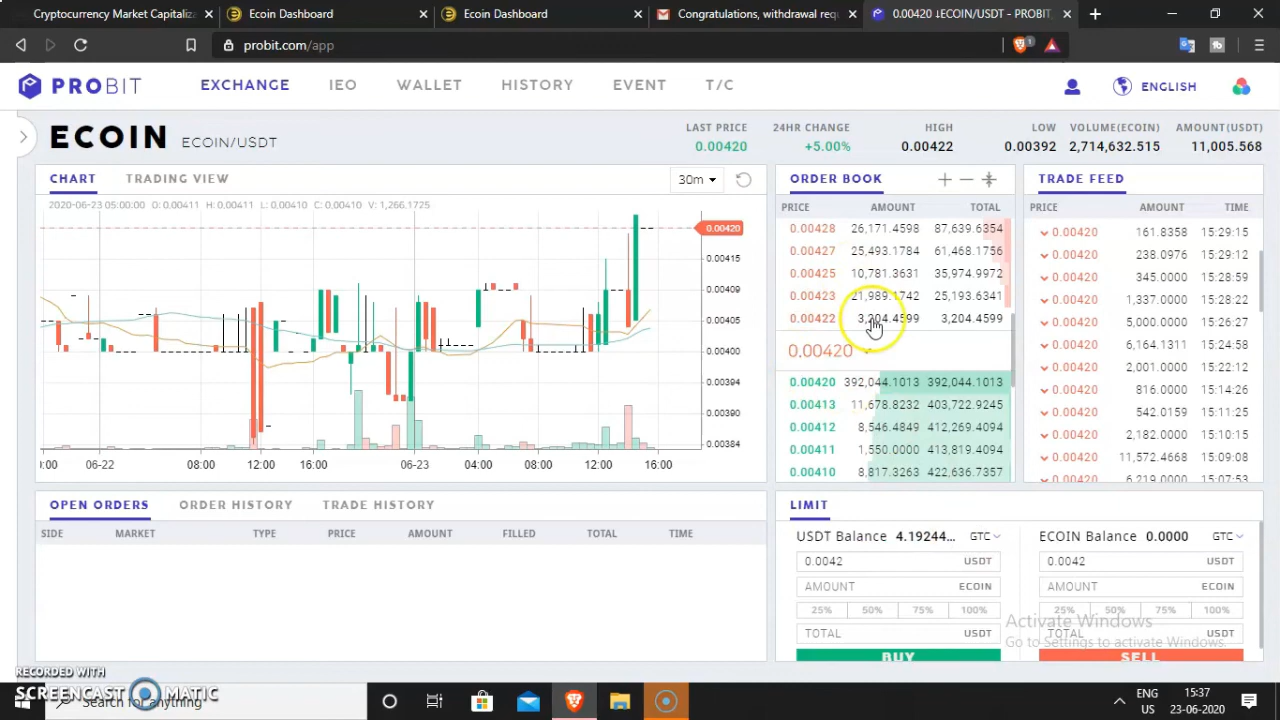 Cryptocurrency Market Capitaliz
Ecoin Dashboard
Ecoin Dashboard
Congratulations, withdrawal requ
0.00420 ↓ECOIN/USDT - PROBIT
probit.com/app
1
PROBIT
EXCHANGE IEO WALLET HISTORY EVENT T/C
ENGLISH
ECOIN ECOIN/USDT
LAST PRICE 24HR CHANGE HIGH LOW VOLUME(ECOIN) AMOUNT(USDT)
0.00420 +5.00% 0.00422 0.00392 2,714,632.515 11,005.568
CHART TRADING VIEW
30m
2020-06-23 05:00:00 O: 0.00411 H: 0.00411 L: 0.00410 C: 0.00410 V: 1,266.1725
0.00420
0.00415
0.00409
0.00405
0.00400
0.00394
0.00390
0.00384
:00 06-22 08:00 12:00 16:00 06-23 04:00 08:00 12:00 16:00
ORDER BOOK
PRICE AMOUNT TOTAL
0.00428 26,171.4598 87,639.6354
0.00427 25,493.1784 61,468.1756
0.00425 10,781.3631 35,974.9972
0.00423 21,989.1742 25,193.6341
0.00422 3,204.4599 3,204.4599
0.00420
0.00420 392,044.1013 392,044.1013
0.00413 11,678.8232 403,722.9245
0.00412 8,546.4849 412,269.4094
0.00411 1,550.0000 413,819.4094
0.00410 8,817.3263 422,636.7357
TRADE FEED
PRICE AMOUNT TIME
0.00420 161.8358 15:29:15
0.00420 238.0976 15:29:12
0.00420 345.0000 15:28:59
0.00420 1,337.0000 15:28:22
0.00420 5,000.0000 15:26:27
0.00420 6,164.1311 15:24:58
0.00420 2,001.0000 15:22:12
0.00420 816.0000 15:14:26
0.00420 542.0159 15:11:25
0.00420 2,182.0000 15:10:15
0.00420 11,572.4668 15:09:08
0.00420 6,219.0000 15:07:53
OPEN ORDERS ORDER HISTORY TRADE HISTORY
SIDE MARKET TYPE PRICE AMOUNT FILLED TOTAL TIME
LIMIT
USDT Balance 4.19244... GTC
0.0042 USDT
AMOUNT ECOIN
25% 50% 75% 100%
TOTAL USDT
BUY
ECOIN Balance 0.0000 GTC
0.0042 USDT
AMOUNT ECOIN
25% 50% 75% 100%
TOTAL USDT
SELL
Activate Windows
Go to Settings to activate Windows.
RECORDED WITH
SCREENCAST MATIC
Search for anything
ENG
US
15:37
23-06-2020